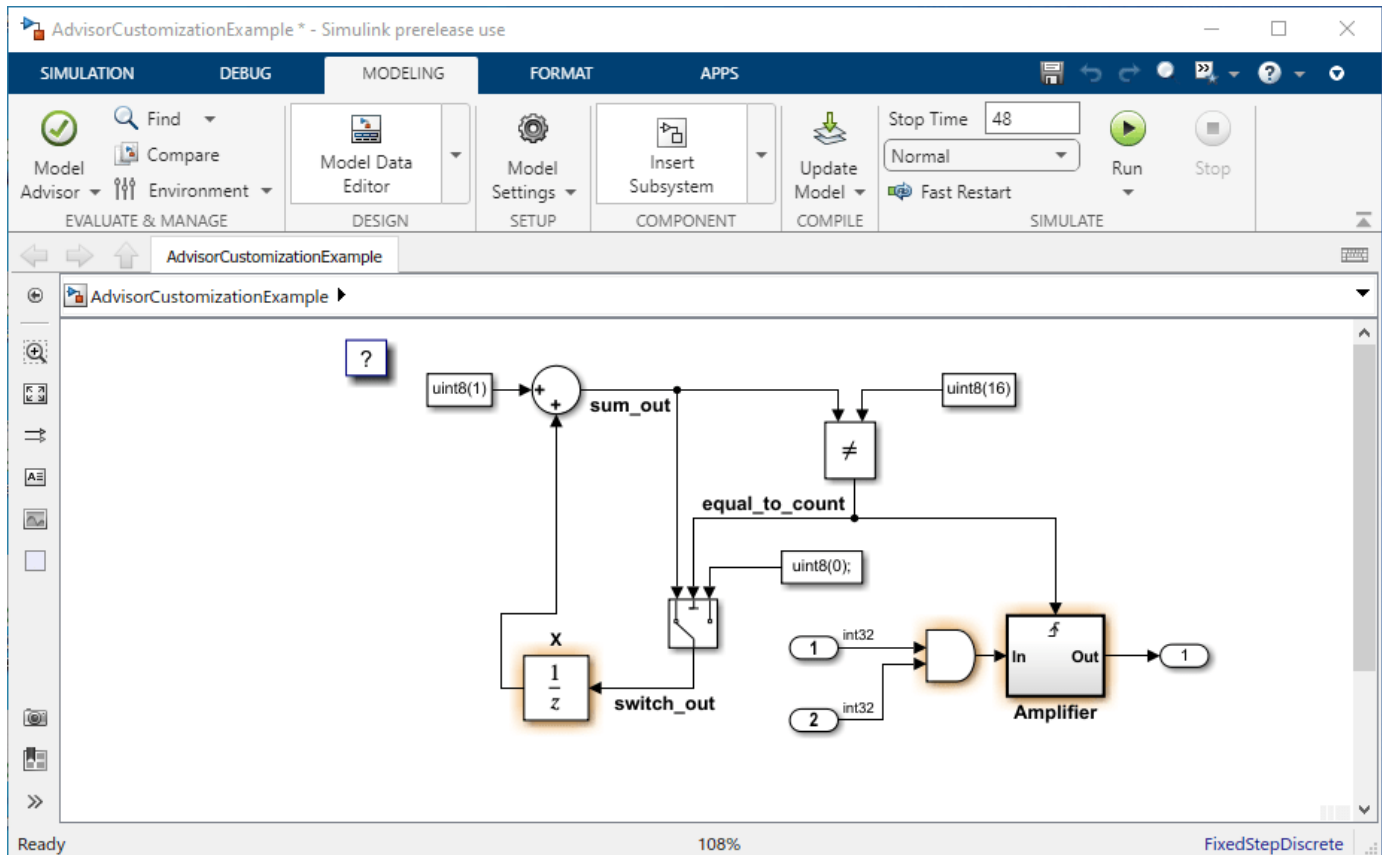 AdvisorCustomizationExample * - Simulink prerelease use
SIMULATION DEBUG MODELING FORMAT APPS
Model
Advisor
Find
Compare
Environment
EVALUATE & MANAGE
Model Data
Editor
DESIGN
Model
Settings
SETUP
Insert
Subsystem
COMPONENT
Update
Model
COMPILE
Stop Time 48
Normal
Fast Restart
Run
Stop
SIMULATE
AdvisorCustomizationExample
AdvisorCustomizationExample
?
uint8(1)
+
+
sum_out
uint8(16)
≠
equal_to_count
uint8(0);
X
1
z
switch_out
1
int32
2
int32
In Out
Amplifier
1
Ready 108% FixedStepDiscrete